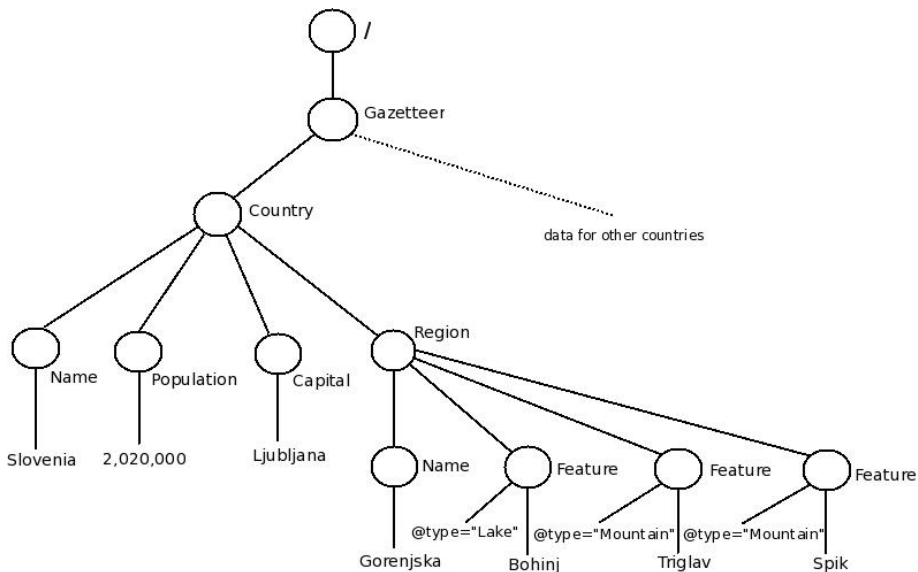 /
Gazetteer
Country
data for other countries
Region
Name
Population
Capital
Slovenia
2,020,000
Ljubljana
Name
Feature
Feature
Feature
@type="Lake"
@type="Mountain"
@type="Mountain"
Gorenjska
Bohinj
Triglav
Spik